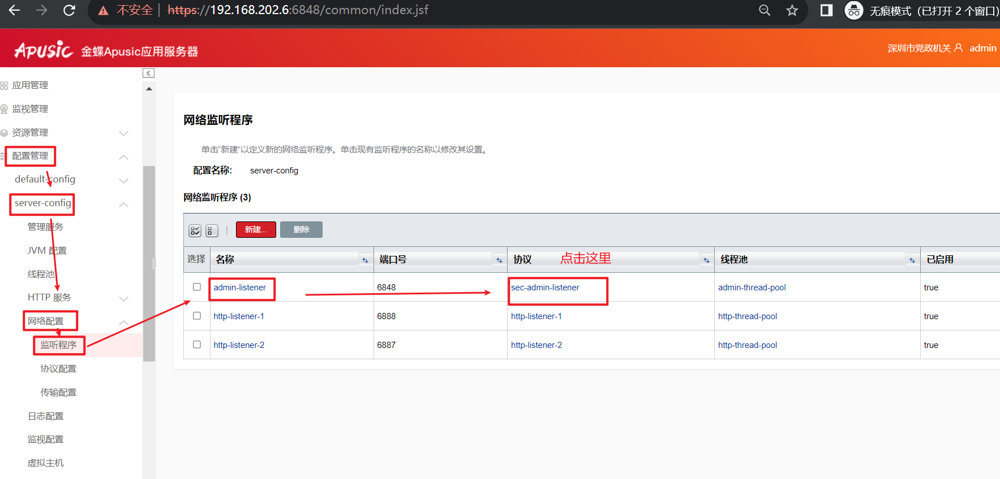 不安全 https://192.168.202.6:6848/common/index.jsf 无痕模式（已打开 2 个窗口）
APUSIC 金蝶Apusic应用服务器 深圳市党政机关 admin
应用管理
监视管理
资源管理
配置管理
default-config
server-config
管理服务
JVM 配置
线程池
HTTP 服务
网络配置
监听程序
协议配置
传输配置
日志配置
监视配置
虚拟主机
网络监听程序
单击“新建”以定义新的网络监听程序。单击现有监听程序的名称以修改其设置。
配置名称: server-config
网络监听程序 (3)
新建... 删除
选择 名称 端口号 协议 点击这里 线程池 已启用
admin-listener 6848 sec-admin-listener admin-thread-pool true
http-listener-1 6888 http-listener-1 http-thread-pool true
http-listener-2 6887 http-listener-2 http-thread-pool true